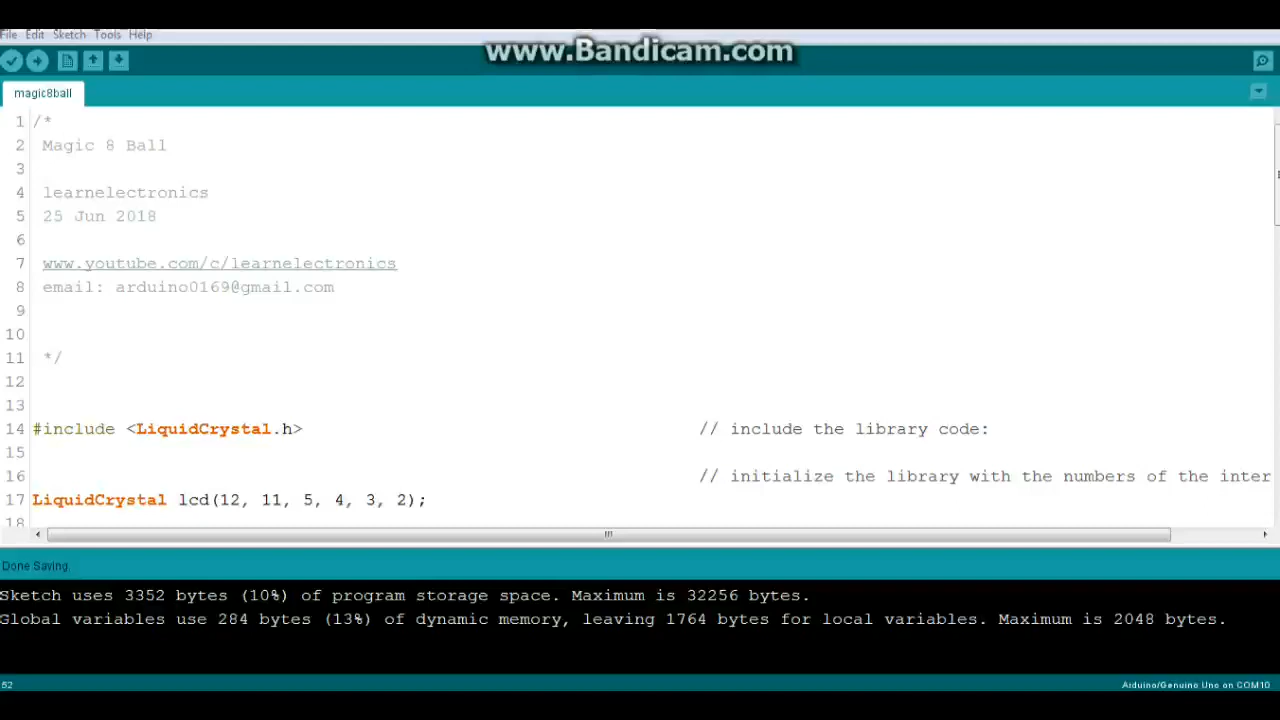 www.Bandicam.com
File Edit Sketch Tools Help
magic8ball
1 /*
2 Magic 8 Ball
3
4 learnelectronics
5 25 Jun 2018
6
7 www.youtube.com/c/learnelectronics
8 email: arduino0169@gmail.com
9
10
11 */
12
13
14 #include <LiquidCrystal.h> // include the library code:
15
16 // initialize the library with the numbers of the inter
17 LiquidCrystal lcd(12, 11, 5, 4, 3, 2);
18
Done Saving.
Sketch uses 3352 bytes (10%) of program storage space. Maximum is 32256 bytes.
Global variables use 284 bytes (13%) of dynamic memory, leaving 1764 bytes for local variables. Maximum is 2048 bytes.
52 Arduino/Genuino Uno on COM10